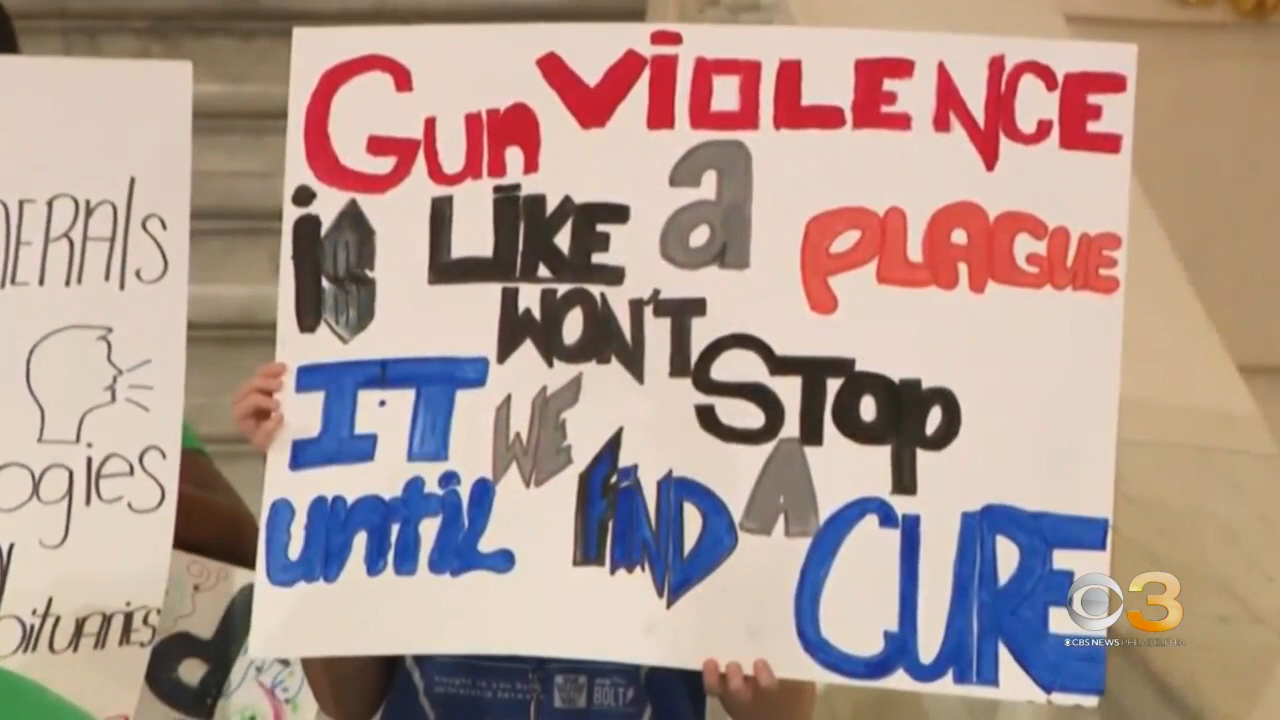 Gun VIOLENCE
is LIKE a PLAGUE
IT WON'T STOP
until WE FIND A CURE
ERAls
ogies
bituaries
BOLT
3
CBS NEWS PHILADELPHIA